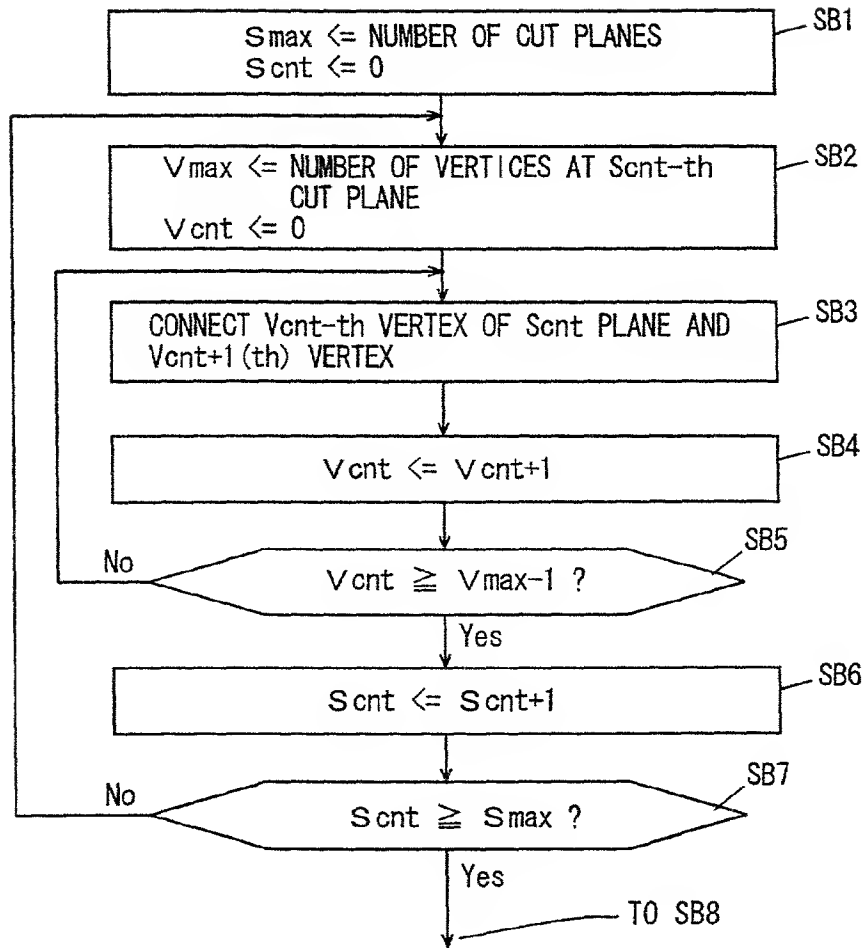 Smax <= NUMBER OF CUT PLANES
Scnt <= 0
SB1
Vmax <= NUMBER OF VERTICES AT Scnt-th
CUT PLANE
Vcnt <= 0
SB2
CONNECT Vcnt-th VERTEX OF Scnt PLANE AND
Vcnt+1(th) VERTEX
SB3
Vcnt <= Vcnt+1
SB4
No
Vcnt ≧ Vmax-1 ?
SB5
Yes
Scnt <= Scnt+1
SB6
No
Scnt ≧ Smax ?
SB7
Yes
TO SB8